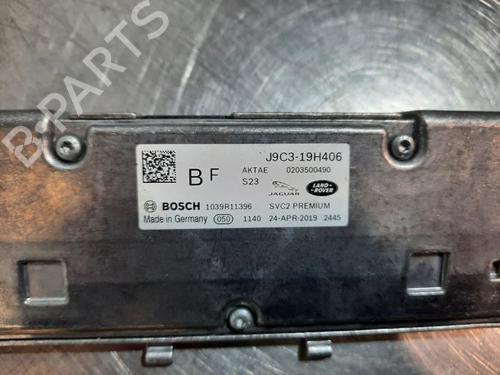 J9C3-19H406
BF AKTAE 0203500490
S23 JAGUAR LAND ROVER
BOSCH 1039R11396 SVC2 PREMIUM
Made in Germany 050 1140 24-APR-2019 2445
B-PARTS